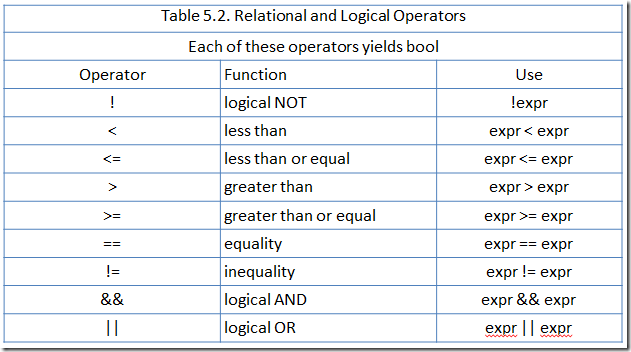 Table 5.2. Relational and Logical Operators
Each of these operators yields bool
Operator Function Use
! logical NOT !expr
< less than expr < expr
<= less than or equal expr <= expr
> greater than expr > expr
>= greater than or equal expr >= expr
== equality expr == expr
!= inequality expr != expr
&& logical AND expr && expr
|| logical OR expr || expr